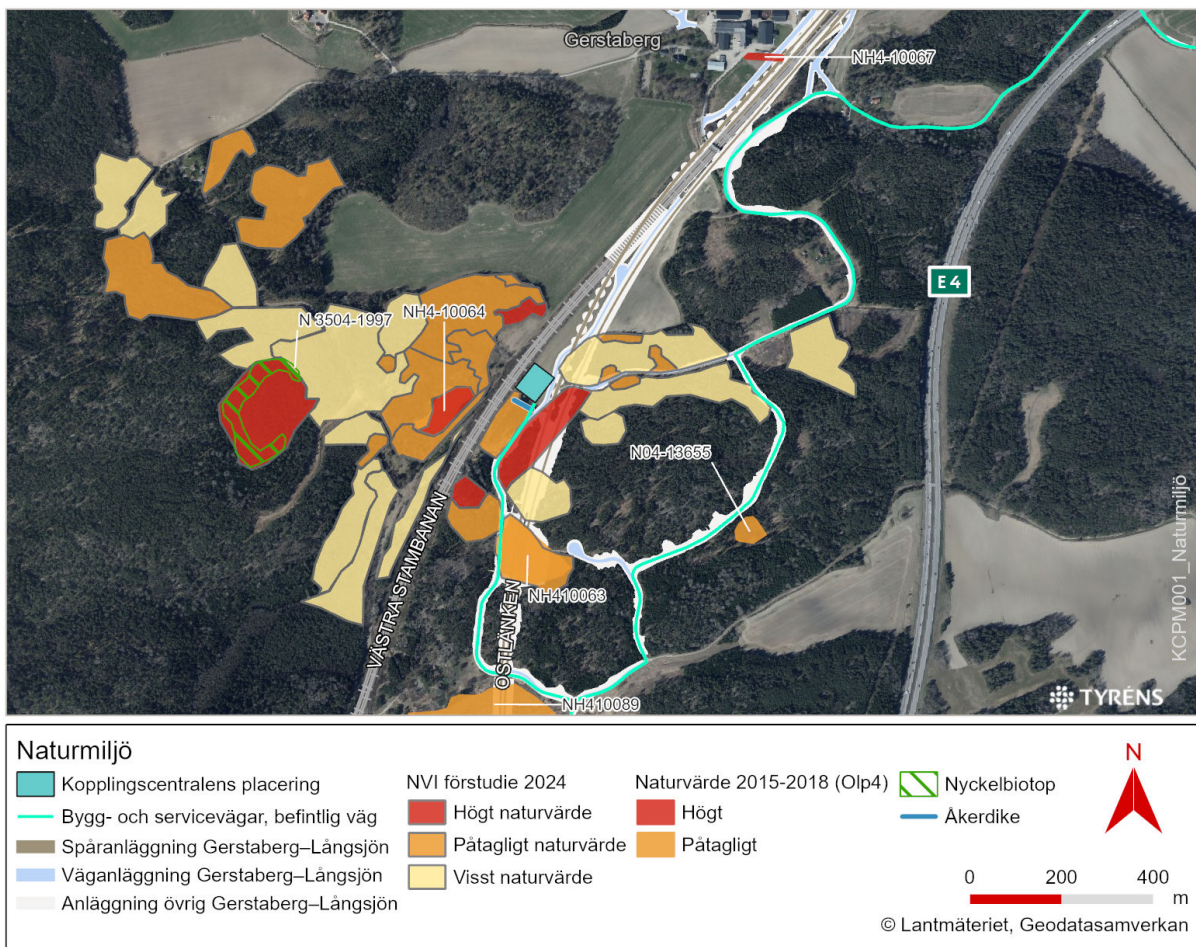 Gerstaberg
NH4-10067
E4
N 3504-1997
NH4-10064
N04-13655
VÄSTRA STAMBANAN
ÖSTLÄNKEN
NH410063
NH410089
KCPM001_Naturmiljö
TYRÉNS
Naturmiljö
Kopplingscentralens placering
Bygg- och servicevägar, befintlig väg
Spåranläggning Gerstaberg–Långsjön
Väganläggning Gerstaberg–Långsjön
Anläggning övrig Gerstaberg–Långsjön
NVI förstudie 2024
Högt naturvärde
Påtagligt naturvärde
Visst naturvärde
Naturvärde 2015-2018 (Olp4)
Högt
Påtagligt
Nyckelbiotop
Åkerdike
N
0 200 400
m
© Lantmäteriet, Geodatasamverkan